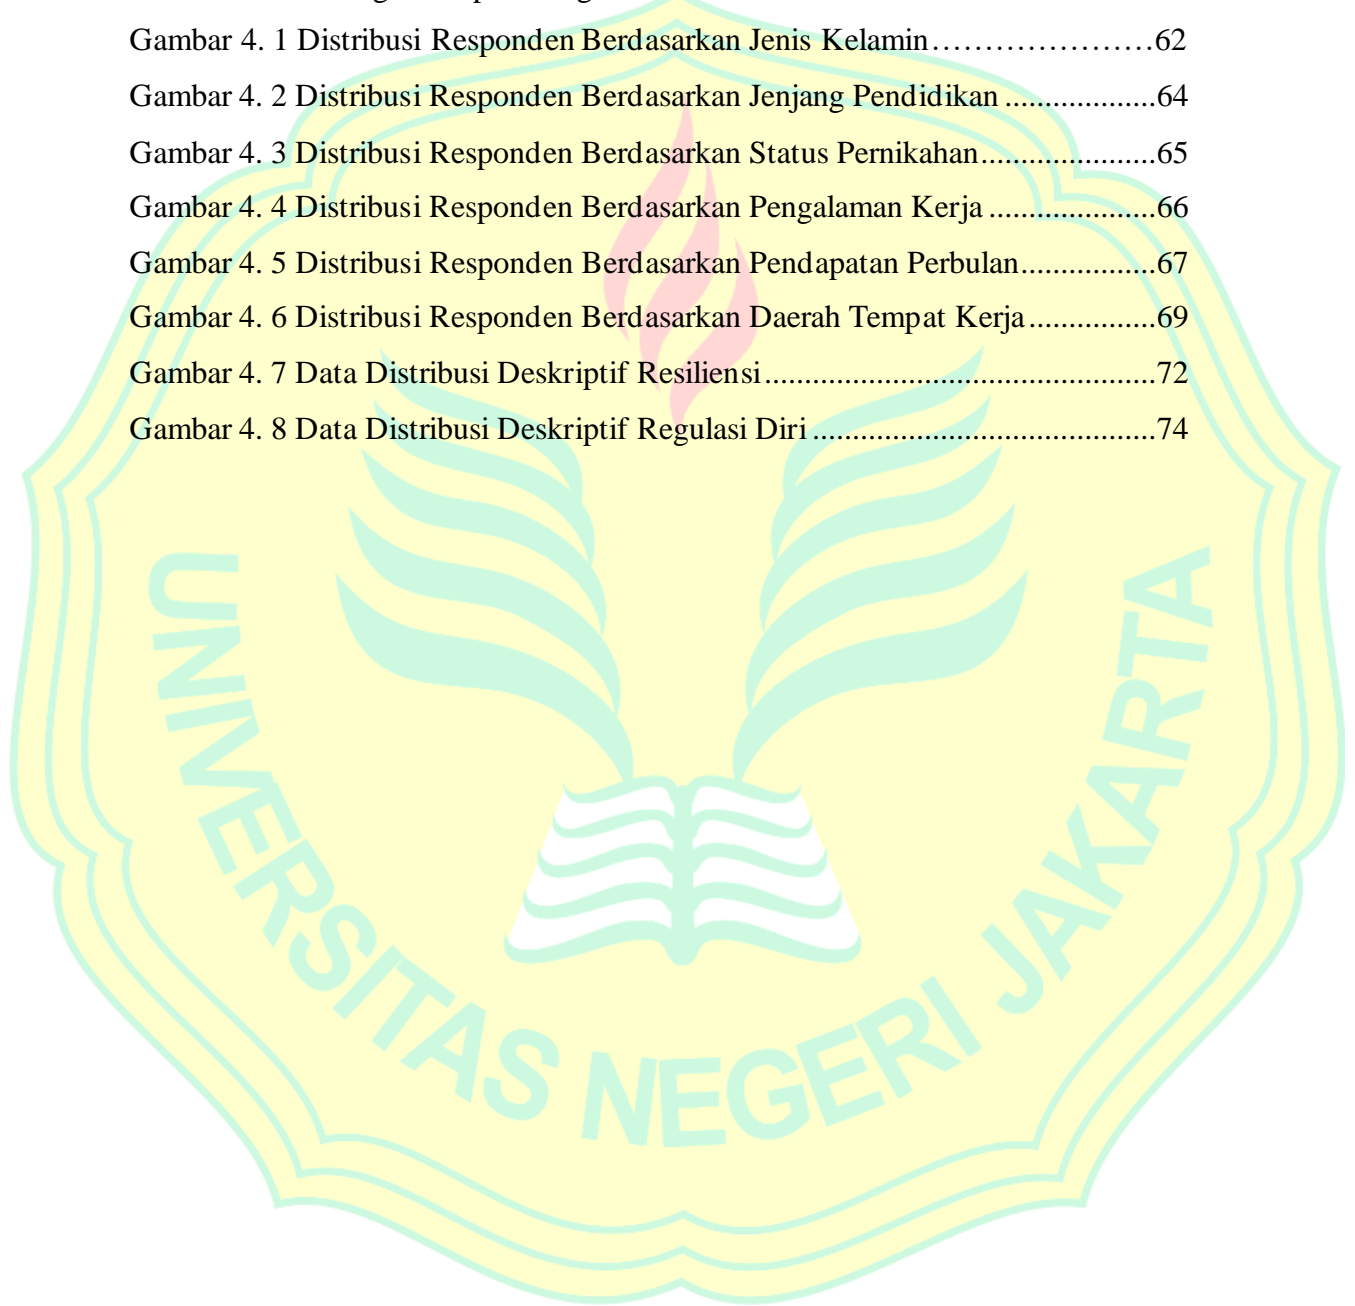 Gambar 4. 1 Distribusi Responden Berdasarkan Jenis Kelamin…………………62
Gambar 4. 2 Distribusi Responden Berdasarkan Jenjang Pendidikan ...................64
Gambar 4. 3 Distribusi Responden Berdasarkan Status Pernikahan......................65
Gambar 4. 4 Distribusi Responden Berdasarkan Pengalaman Kerja .....................66
Gambar 4. 5 Distribusi Responden Berdasarkan Pendapatan Perbulan.................67
Gambar 4. 6 Distribusi Responden Berdasarkan Daerah Tempat Kerja................69
Gambar 4. 7 Data Distribusi Deskriptif Resiliensi.................................................72
Gambar 4. 8 Data Distribusi Deskriptif Regulasi Diri ...........................................74
UNIVERSITAS NEGERI JAKARTA